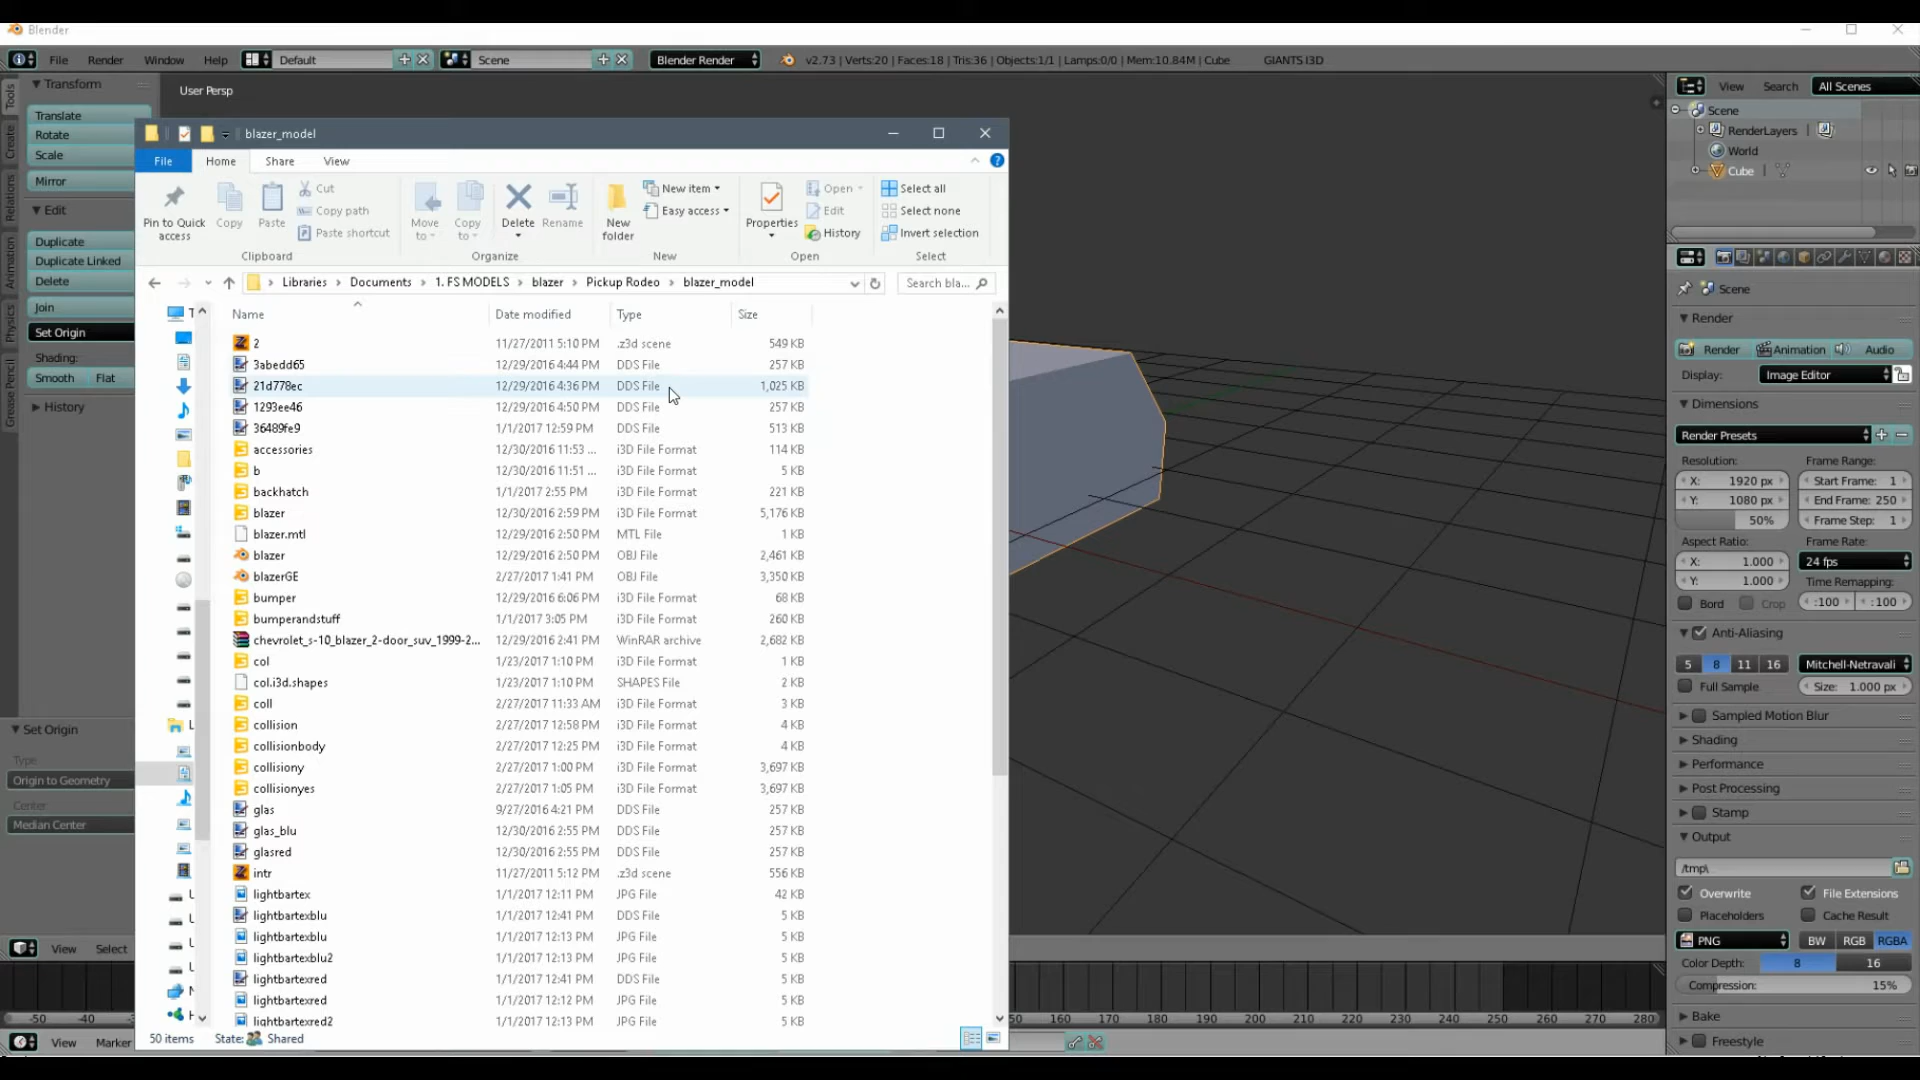 Blender
File Render Window Help Default Scene Blender Render v2.73 | Verts:20 | Faces:18 | Tris:36 | Objects:1/1 | Lamps:0/0 | Mem:10.84M | Cube GIANTS I3D
Tools
Create
Relations
Animation
Physics
Grease Pencil
Transform
Translate
Rotate
Scale
Mirror
Edit
Duplicate
Duplicate Linked
Delete
Join
Set Origin
Shading:
Smooth Flat
History
Set Origin
Type
Origin to Geometry
Center
Median Center
View Select
-50 -40
View Marker
User Persp
blazer_model
File Home Share View
Pin to Quick access
Copy
Paste
Cut
Copy path
Paste shortcut
Clipboard
Move to
Copy to
Delete
Rename
Organize
New folder
New item
Easy access
New
Properties
Open
Edit
History
Open
Select all
Select none
Invert selection
Select
Libraries Documents 1. FS MODELS blazer Pickup Rodeo blazer_model Search bla...
Name Date modified Type Size
2 11/27/2011 5:10 PM .z3d scene 549 KB
3abedd65 12/29/2016 4:44 PM DDS File 257 KB
21d778ec 12/29/2016 4:36 PM DDS File 1,025 KB
1293ee46 12/29/2016 4:50 PM DDS File 257 KB
36489fe9 1/1/2017 12:59 PM DDS File 513 KB
accessories 12/30/2016 11:53 ... i3D File Format 114 KB
b 12/30/2016 11:51 ... i3D File Format 5 KB
backhatch 1/1/2017 2:55 PM i3D File Format 221 KB
blazer 12/30/2016 2:59 PM i3D File Format 5,176 KB
blazer.mtl 12/29/2016 2:50 PM MTL File 1 KB
blazer 12/29/2016 2:50 PM OBJ File 2,461 KB
blazerGE 2/27/2017 1:41 PM OBJ File 3,350 KB
bumper 12/29/2016 6:06 PM i3D File Format 68 KB
bumperandstuff 1/1/2017 3:05 PM i3D File Format 260 KB
chevrolet_s-10_blazer_2-door_suv_1999-2... 12/29/2016 2:41 PM WinRAR archive 2,682 KB
col 1/23/2017 1:10 PM i3D File Format 1 KB
col.i3d.shapes 1/23/2017 1:10 PM SHAPES File 2 KB
coll 2/27/2017 11:33 AM i3D File Format 3 KB
collision 2/27/2017 12:58 PM i3D File Format 4 KB
collisionbody 2/27/2017 12:25 PM i3D File Format 4 KB
collisiony 2/27/2017 1:00 PM i3D File Format 3,697 KB
collisionyes 2/27/2017 1:05 PM i3D File Format 3,697 KB
glas 9/27/2016 4:21 PM DDS File 257 KB
glas_blu 12/30/2016 2:55 PM DDS File 257 KB
glasred 12/30/2016 2:55 PM DDS File 257 KB
intr 11/27/2011 5:12 PM .z3d scene 556 KB
lightbartex 1/1/2017 12:11 PM JPG File 42 KB
lightbartexblu 1/1/2017 12:41 PM DDS File 5 KB
lightbartexblu 1/1/2017 12:13 PM JPG File 5 KB
lightbartexblu2 1/1/2017 12:13 PM JPG File 5 KB
lightbartexred 1/1/2017 12:41 PM DDS File 5 KB
lightbartexred 1/1/2017 12:12 PM JPG File 5 KB
lightbartexred2 1/1/2017 12:13 PM JPG File 5 KB
50 items State: Shared
50 160 170 180 190 200 210 220 230 240 250 260 270 280
View Search All Scenes
Scene
RenderLayers
World
Cube
Scene
Render
Render Animation Audio
Display: Image Editor
Dimensions
Render Presets
Resolution: Frame Range:
X: 1920 px Start Frame: 1
Y: 1080 px End Frame: 250
50% Frame Step: 1
Aspect Ratio: Frame Rate:
X: 1.000 24 fps
Y: 1.000 Time Remapping:
Bord Crop :100 :100
Anti-Aliasing
5 8 11 16 Mitchell-Netravali
Full Sample Size: 1.000 px
Sampled Motion Blur
Shading
Performance
Post Processing
Stamp
Output
/tmp\
Overwrite File Extensions
Placeholders Cache Result
PNG BW RGB RGBA
Color Depth: 8 16
Compression: 15%
Bake
Freestyle